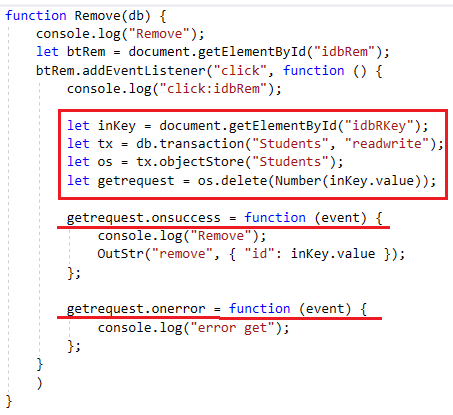 function Remove(db) {
console.log("Remove");
let btRem = document.getElementById("idbRem");
btRem.addEventListener("click", function () {
console.log("click:idbRem");
let inKey = document.getElementById("idbRKey");
let tx = db.transaction("Students", "readwrite");
let os = tx.objectStore("Students");
let getrequest = os.delete(Number(inKey.value));
getrequest.onsuccess = function (event) {
console.log("Remove");
OutStr("remove", { "id": inKey.value });
};
getrequest.onerror = function (event) {
console.log("error get");
};
}
)
}